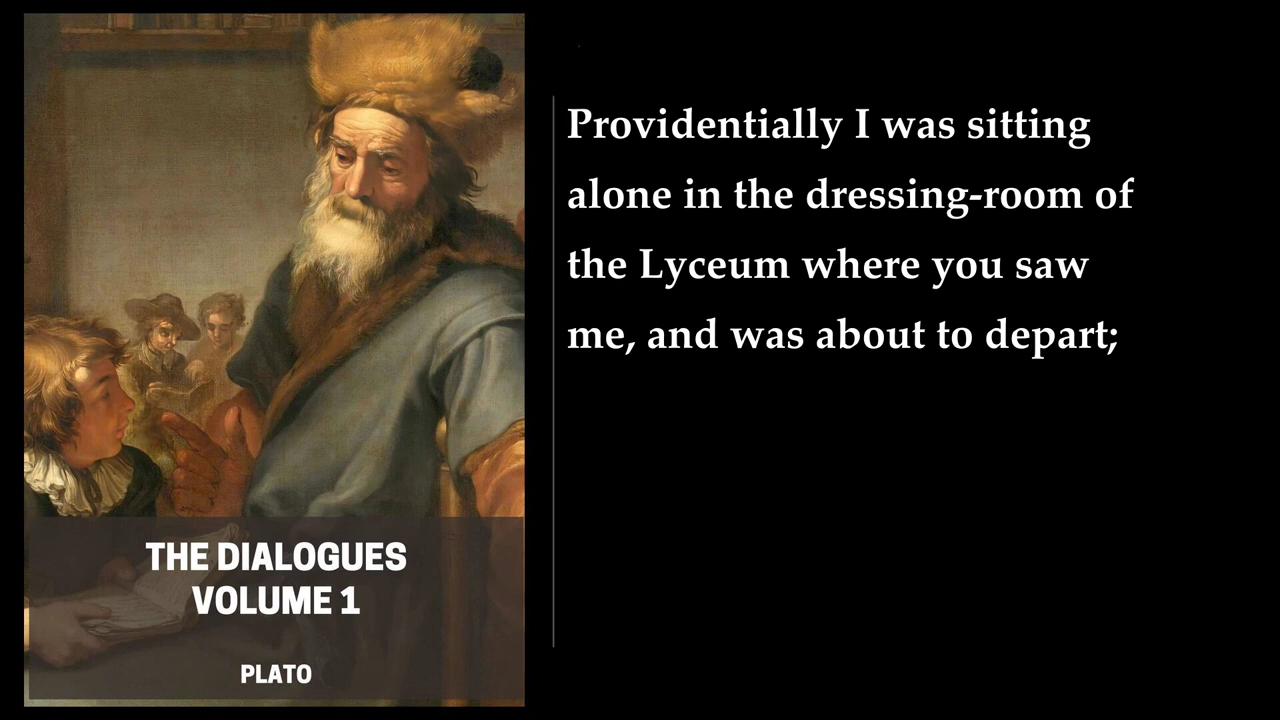 THE DIALOGUES
VOLUME 1
PLATO
Providentially I was sitting
alone in the dressing-room of
the Lyceum where you saw
me, and was about to depart;